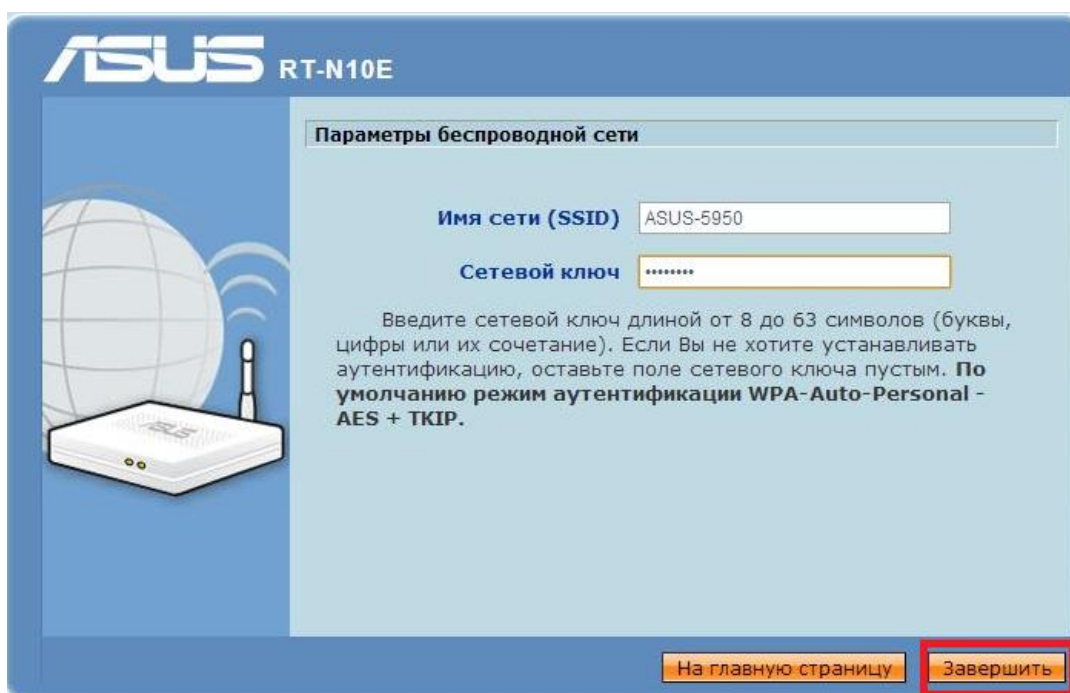 ASUS RT-N10E
Параметры беспроводной сети
Имя сети (SSID) ASUS-5950
Сетевой ключ ••••••••
Введите сетевой ключ длиной от 8 до 63 символов (буквы,
цифры или их сочетание). Если Вы не хотите устанавливать
аутентификацию, оставьте поле сетевого ключа пустым. По
умолчанию режим аутентификации WPA-Auto-Personal -
AES + TKIP.
ASUS
На главную страницу Завершить